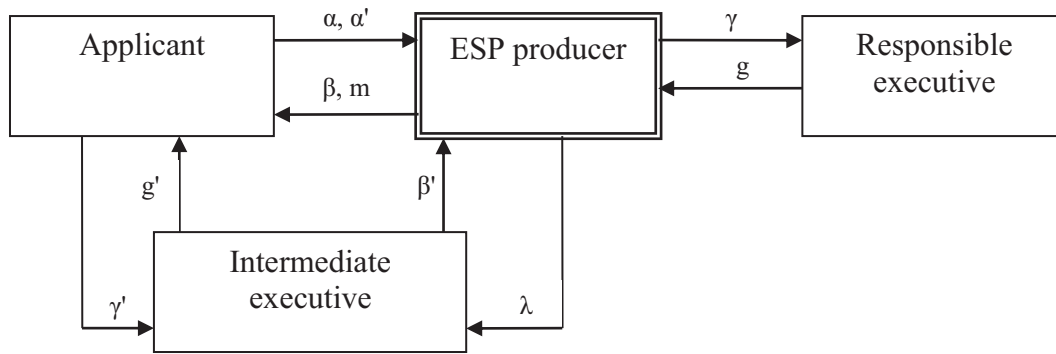 Applicant
α, α'
ESP producer
γ
Responsible
executive
g
β, m
g'
β'
Intermediate
executive
γ'
λ